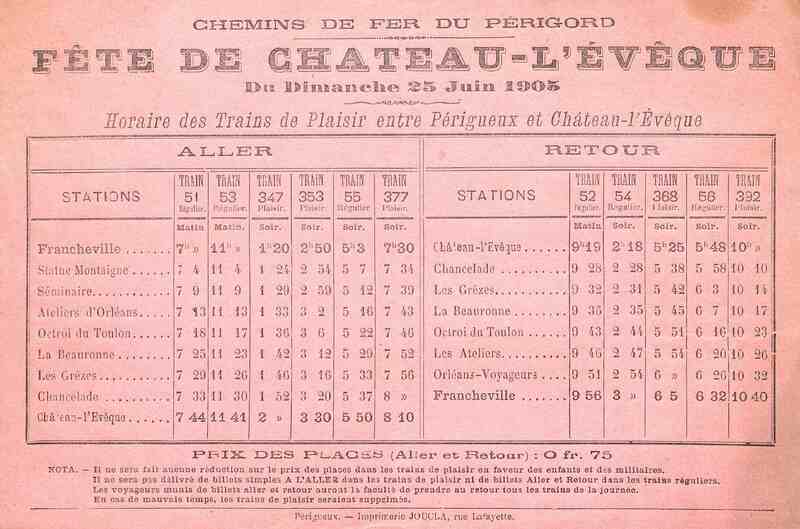 CHEMINS DE FER DU PÉRIGORD
FÊTE DE CHATEAU-L'ÉVÊQUE
Du Dimanche 25 Juin 1905
Horaire des Trains de Plaisir entre Périgueux et Château-l'Évêque
ALLER
STATIONS TRAIN 51 Régulier. TRAIN 53 Régulier. TRAIN 347 Plaisir. TRAIN 353 Plaisir. TRAIN 55 Régulier TRAIN 377 Plaisir.
Matin Matin Soir. Soir. Soir. Soir.
Francheville ....... 7h » 11h » 1h20 2h50 5h3 7h30
Statue Montaigne ..... 7 4 11 4 1 24 2 54 5 7 7 34
Séminaire............ 7 9 11 9 1 29 2 59 5 12 7 39
Ateliers d'Orléans..... 7 13 11 13 1 33 3 2 5 16 7 43
Octroi du Toulon...... 7 18 11 17 1 36 3 6 5 22 7 46
La Beauronne........ 7 25 11 23 1 42 3 12 5 29 7 52
Les Grèzes........... 7 29 11 26 1 46 3 16 5 33 7 56
Chancelade .......... 7 33 11 30 1 52 3 20 5 37 8 »
Château-l'Évêque...... 7 44 11 41 2 » 3 30 5 50 8 10
RETOUR
STATIONS TRAIN 52 Régulier. TRAIN 54 Régulier. TRAIN 368 Plaisir. TRAIN 56 Régulier TRAIN 392 Plaisir.
Matin Soir. Soir. Soir. Soir.
Château-l'Évêque...... 9h19 2h18 5h25 5h48 10h »
Chancelade .......... 9 28 2 28 5 38 5 58 10 10
Les Grèzes........... 9 32 2 31 5 42 6 3 10 14
La Beauronne ........ 9 35 2 35 5 45 6 7 10 17
Octroi du Toulon ..... 9 43 2 44 5 51 6 16 10 23
Les Ateliers.......... 9 46 2 47 5 54 6 20 10 26
Orléans-Voyageurs .... 9 51 2 54 6 » 6 26 10 32
Francheville ........ 9 56 3 » 6 5 6 32 10 40
PRIX DES PLACES (Aller et Retour) : 0 fr. 75
NOTA. — Il ne sera fait aucune réduction sur le prix des places dans les trains de plaisir en faveur des enfants et des militaires.
Il ne sera pas délivré de billets simples A L'ALLER dans les trains de plaisir ni de billets Aller et Retour dans les trains réguliers.
Les voyageurs munis de billets aller et retour auront la faculté de prendre au retour tous les trains de la journée.
En cas de mauvais temps, les trains de plaisir seraient supprimés.
Périgueux. — Imprimerie JOUCLA, rue Lafayette.